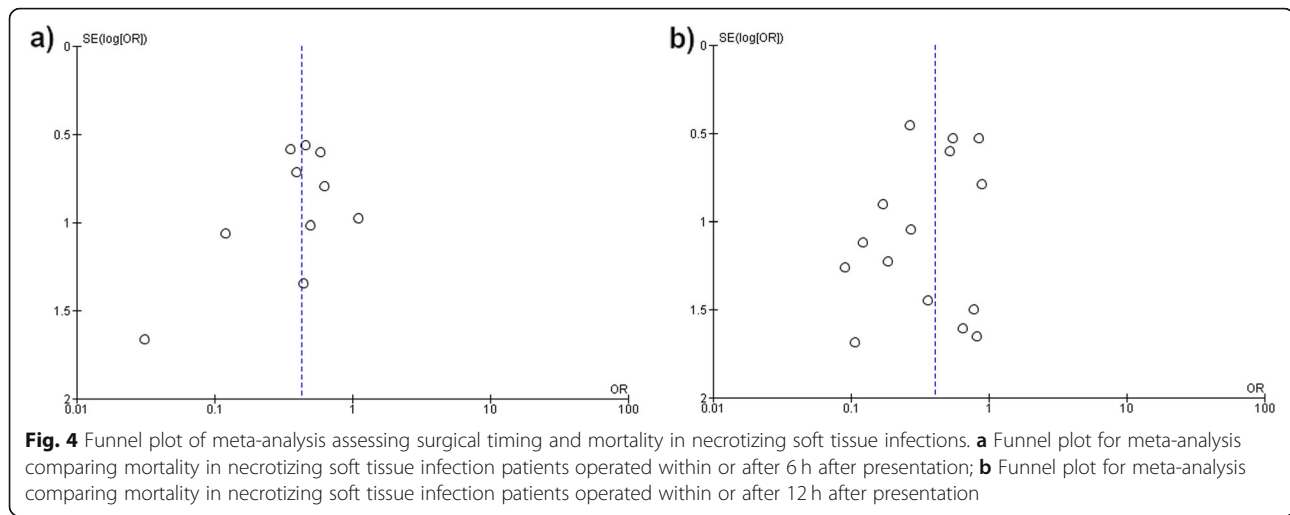 a)
SE(log[OR])
0
0.5
1
1.5
2
0.01
0.1
1
10
100
OR
b)
SE(log[OR])
0
0.5
1
1.5
2
0.01
0.1
1
10
100
OR
Fig. 4 Funnel plot of meta-analysis assessing surgical timing and mortality in necrotizing soft tissue infections. a Funnel plot for meta-analysis
comparing mortality in necrotizing soft tissue infection patients operated within or after 6 h after presentation; b Funnel plot for meta-analysis
comparing mortality in necrotizing soft tissue infection patients operated within or after 12 h after presentation